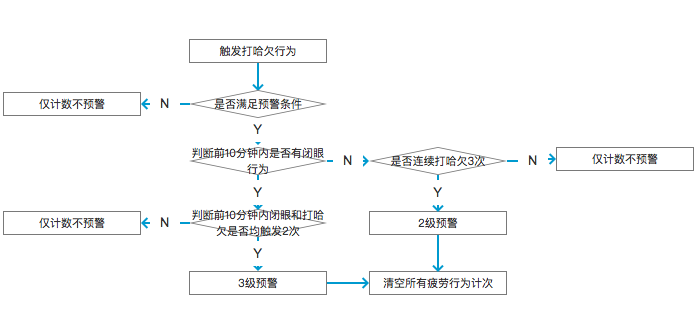 触发打哈欠行为
仅计数不预警
N
是否满足预警条件
Y
判断前10分钟内是否有闭眼
行为
N
是否连续打哈欠3次
N
仅计数不预警
Y
Y
仅计数不预警
N
判断前10分钟内闭眼和打哈
欠是否均触发2次
2级预警
Y
3级预警
清空所有疲劳行为计次